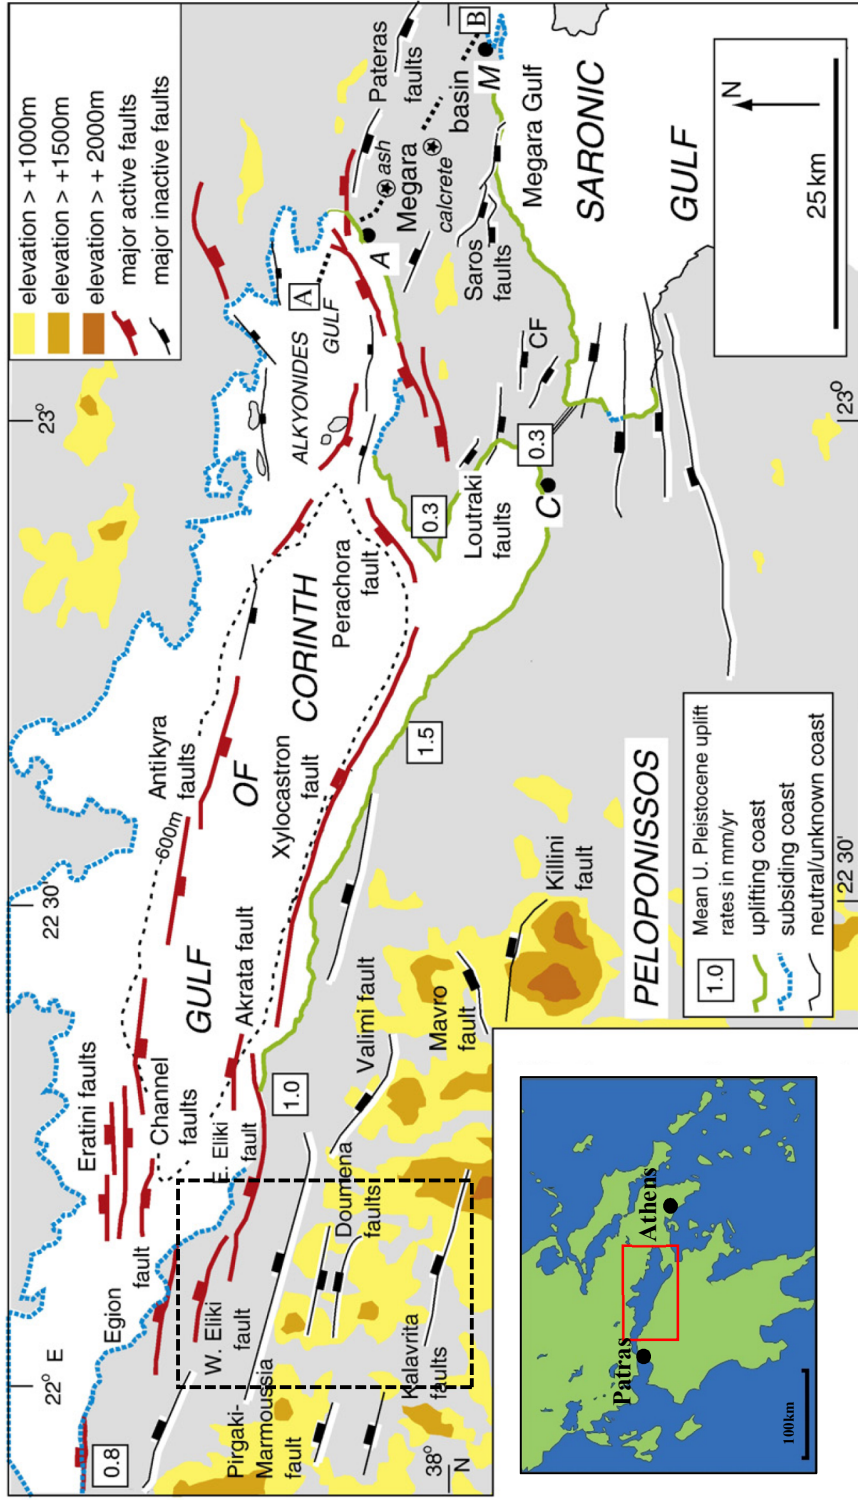 elevation > +1000m
elevation > +1500m
elevation > + 2000m
major active faults
major inactive faults
23°
22 30'
22° E
Antikyra
faults
600m
Eratini faults
Channel
faults
Egion
fault
0.8
GULF
OF
CORINTH
ALKYONIDES
GULF
A
Pateras
faults
ash
Megara
basin
calcrete
B
A
M
Megara Gulf
Saros
faults
CF
SARONIC
GULF
Perachora
fault
Xylocastron
fault
Akrata fault
E. Eliki
fault
W. Eliki
fault
0.3
Loutraki
faults
0.3
C
1.5
1.0
Pirgaki-
Marmoussia
fault
Doumena
faults
Valimi fault
Mavro
fault
Killini
fault
Kalavrita
faults
PELOPONISSOS
38°
N
22 30'
23°
1.0
Mean U. Pleistocene uplift
rates in mm/yr
uplifting coast
subsiding coast
neutral/unknown coast
N
25 km
Patras
Athens
100km